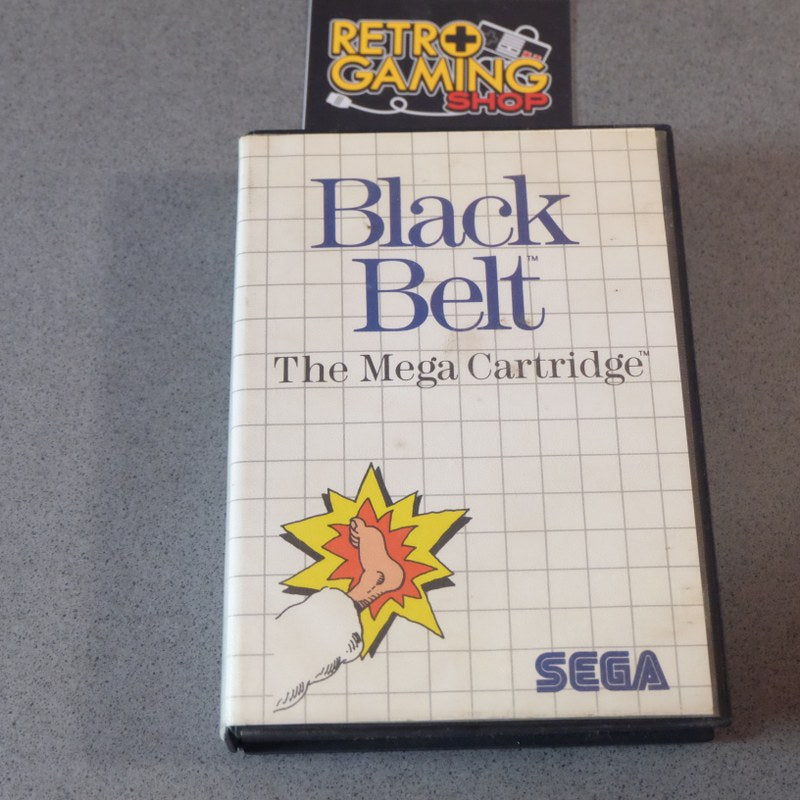 RETRO
GAMING
SHOP
Black
Belt™
The Mega Cartridge™
SEGA